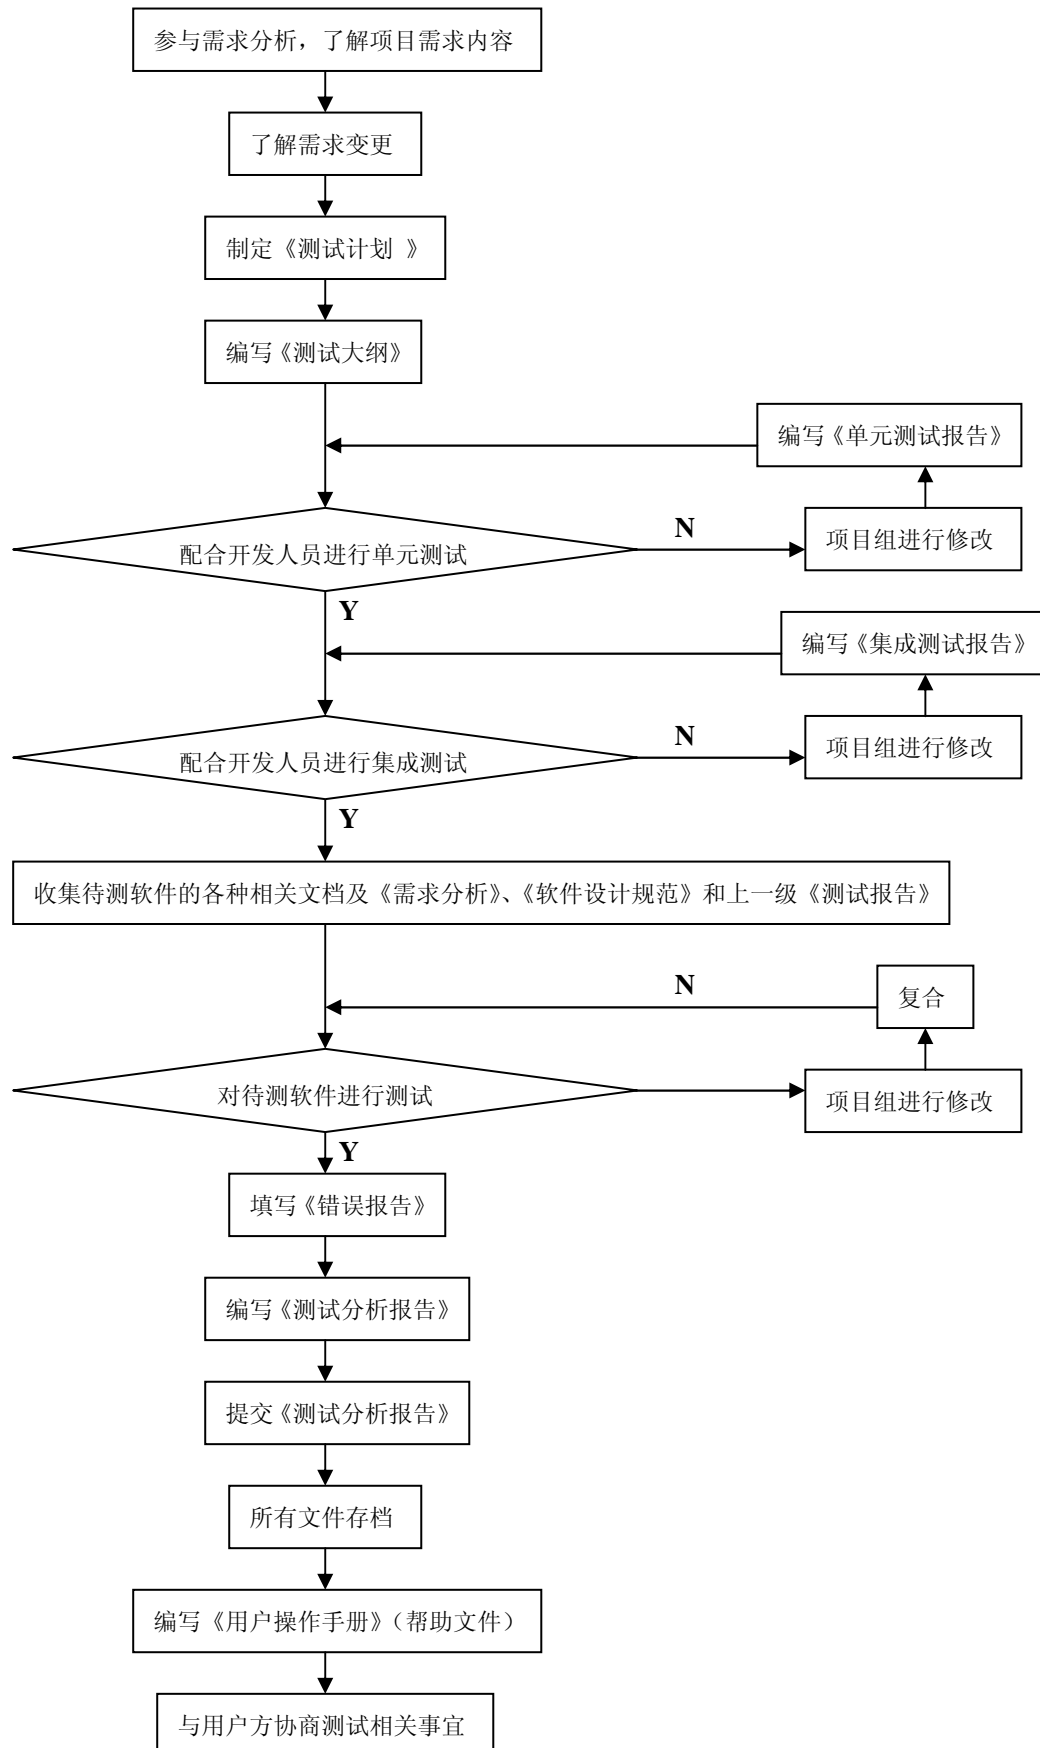 参与需求分析，了解项目需求内容
了解需求变更
制定《测试计划 》
编写《测试大纲》
编写《单元测试报告》
配合开发人员进行单元测试
N
项目组进行修改
Y
编写《集成测试报告》
配合开发人员进行集成测试
N
项目组进行修改
Y
收集待测软件的各种相关文档及《需求分析》、《软件设计规范》和上一级《测试报告》
N
复合
对待测软件进行测试
项目组进行修改
Y
填写《错误报告》
编写《测试分析报告》
提交《测试分析报告》
所有文件存档
编写《用户操作手册》（帮助文件）
与用户方协商测试相关事宜